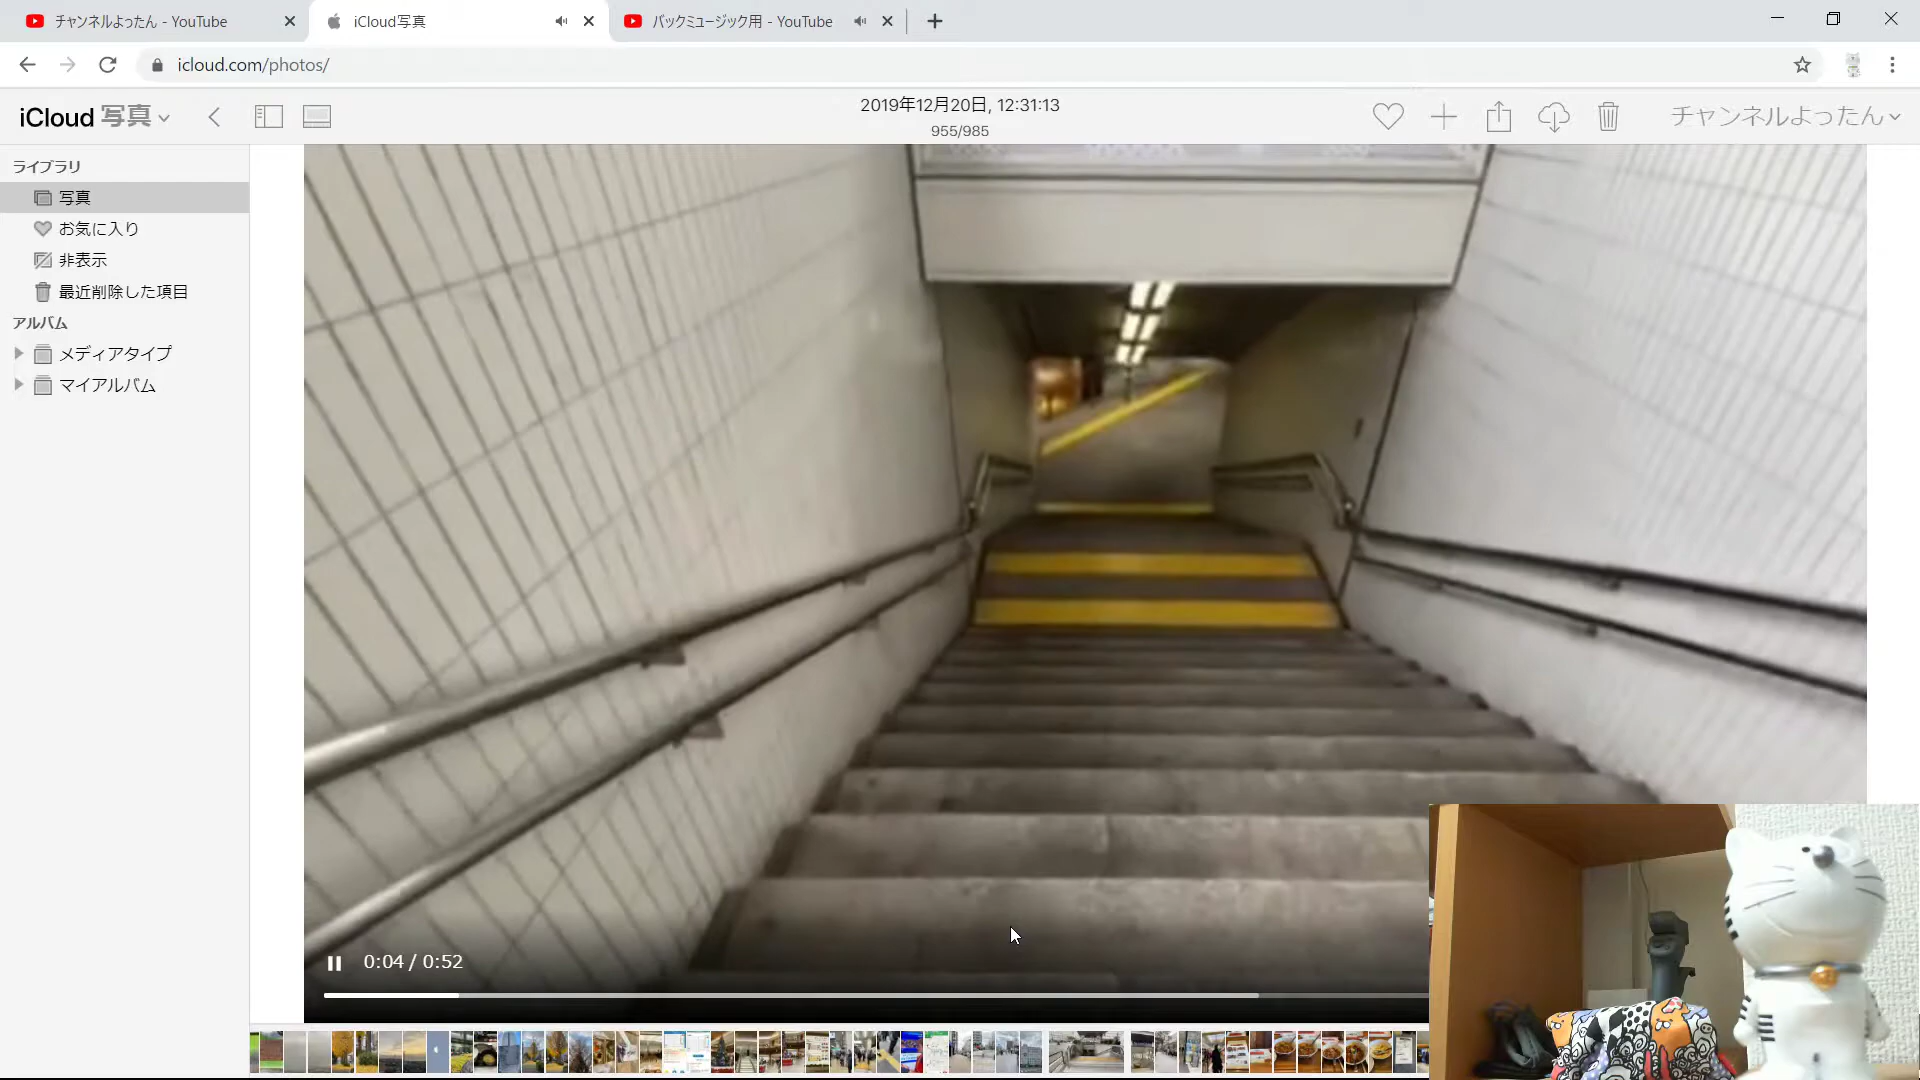 チャンネルよったん - YouTube
iCloud写真
バックミュージック用 - YouTube
icloud.com/photos/
iCloud 写真
2019年12月20日, 12:31:13
955/985
チャンネルよったん
ライブラリ
写真
お気に入り
非表示
最近削除した項目
アルバム
メディアタイプ
マイアルバム
0:04 / 0:52